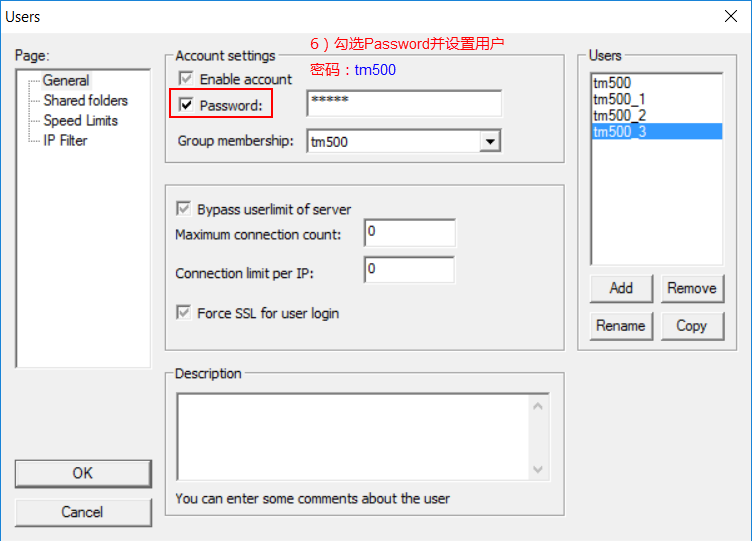 Users
Page:
General
Shared folders
Speed Limits
IP Filter
OK
Cancel
Account settings
6）勾选Password并设置用户
密码：tm500
Enable account
Password:
*****
Group membership:
tm500
Bypass userlimit of server
Maximum connection count:
0
Connection limit per IP:
0
Force SSL for user login
Description
You can enter some comments about the user
Users
tm500
tm500_1
tm500_2
tm500_3
Add
Remove
Rename
Copy